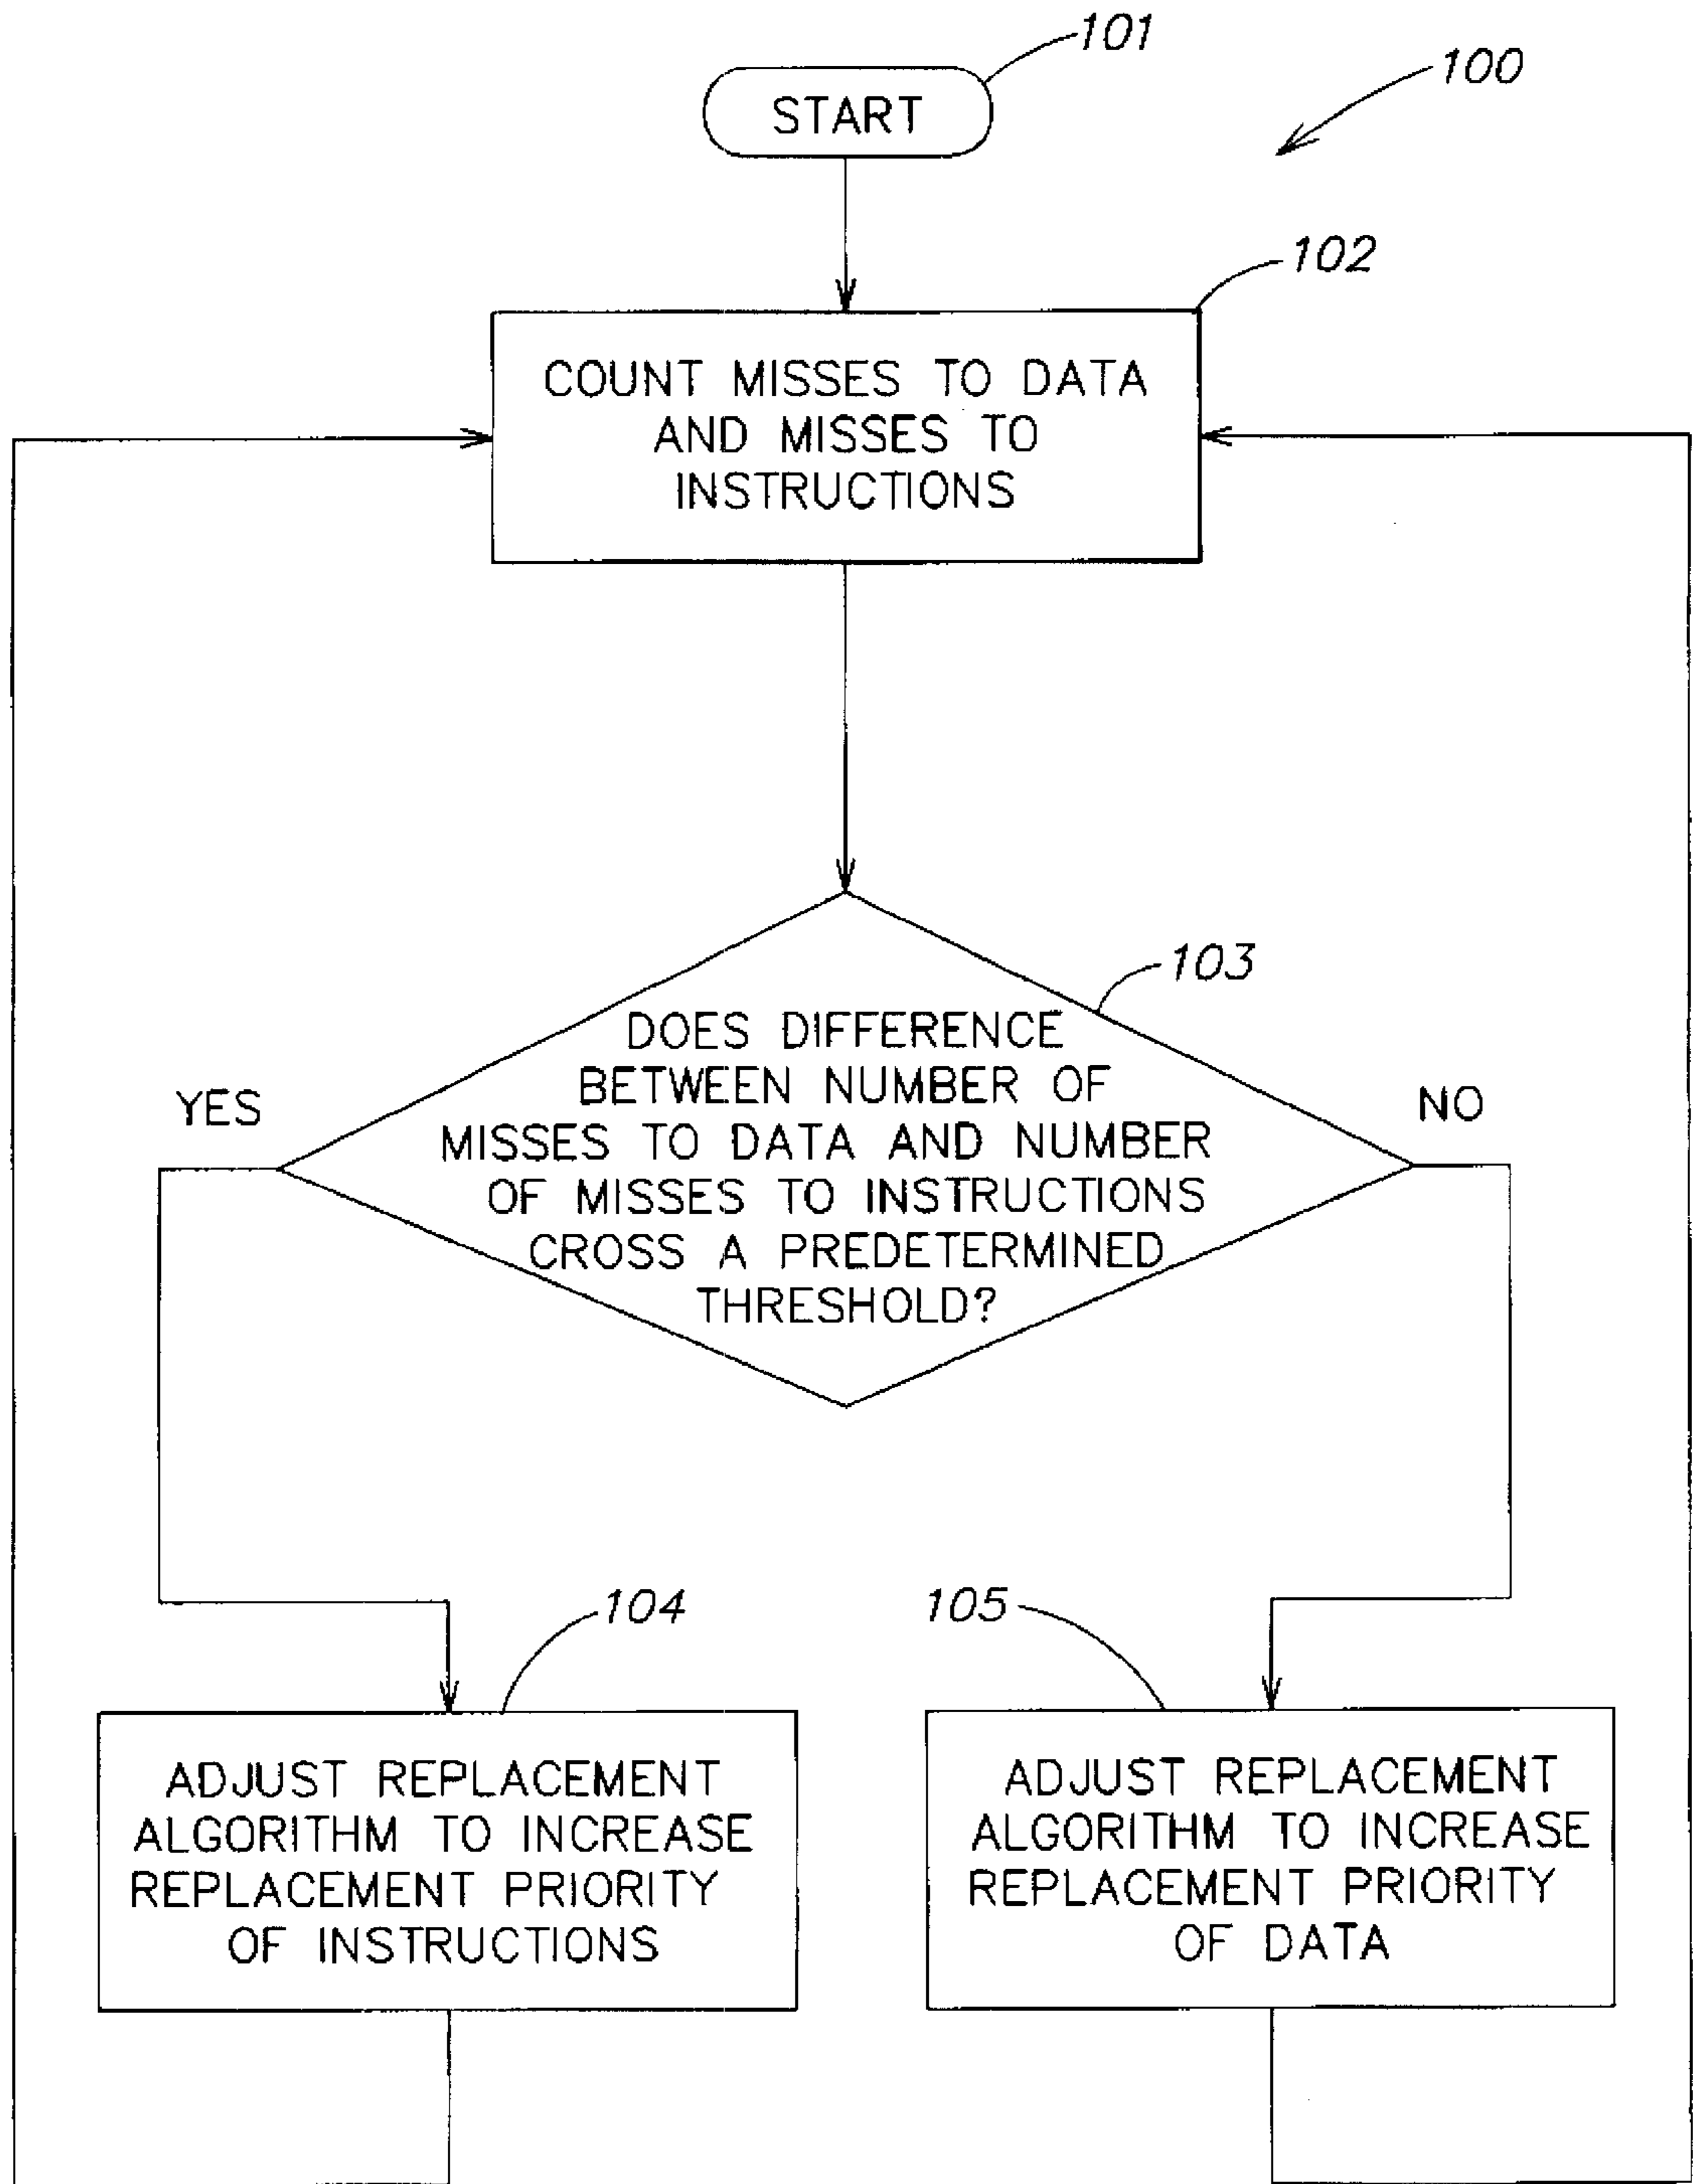 101
START
100
102
COUNT MISSES TO DATA
AND MISSES TO
INSTRUCTIONS
103
DOES DIFFERENCE
BETWEEN NUMBER OF
MISSES TO DATA AND NUMBER
OF MISSES TO INSTRUCTIONS
CROSS A PREDETERMINED
THRESHOLD?
YES
NO
104
ADJUST REPLACEMENT
ALGORITHM TO INCREASE
REPLACEMENT PRIORITY
OF INSTRUCTIONS
105
ADJUST REPLACEMENT
ALGORITHM TO INCREASE
REPLACEMENT PRIORITY
OF DATA